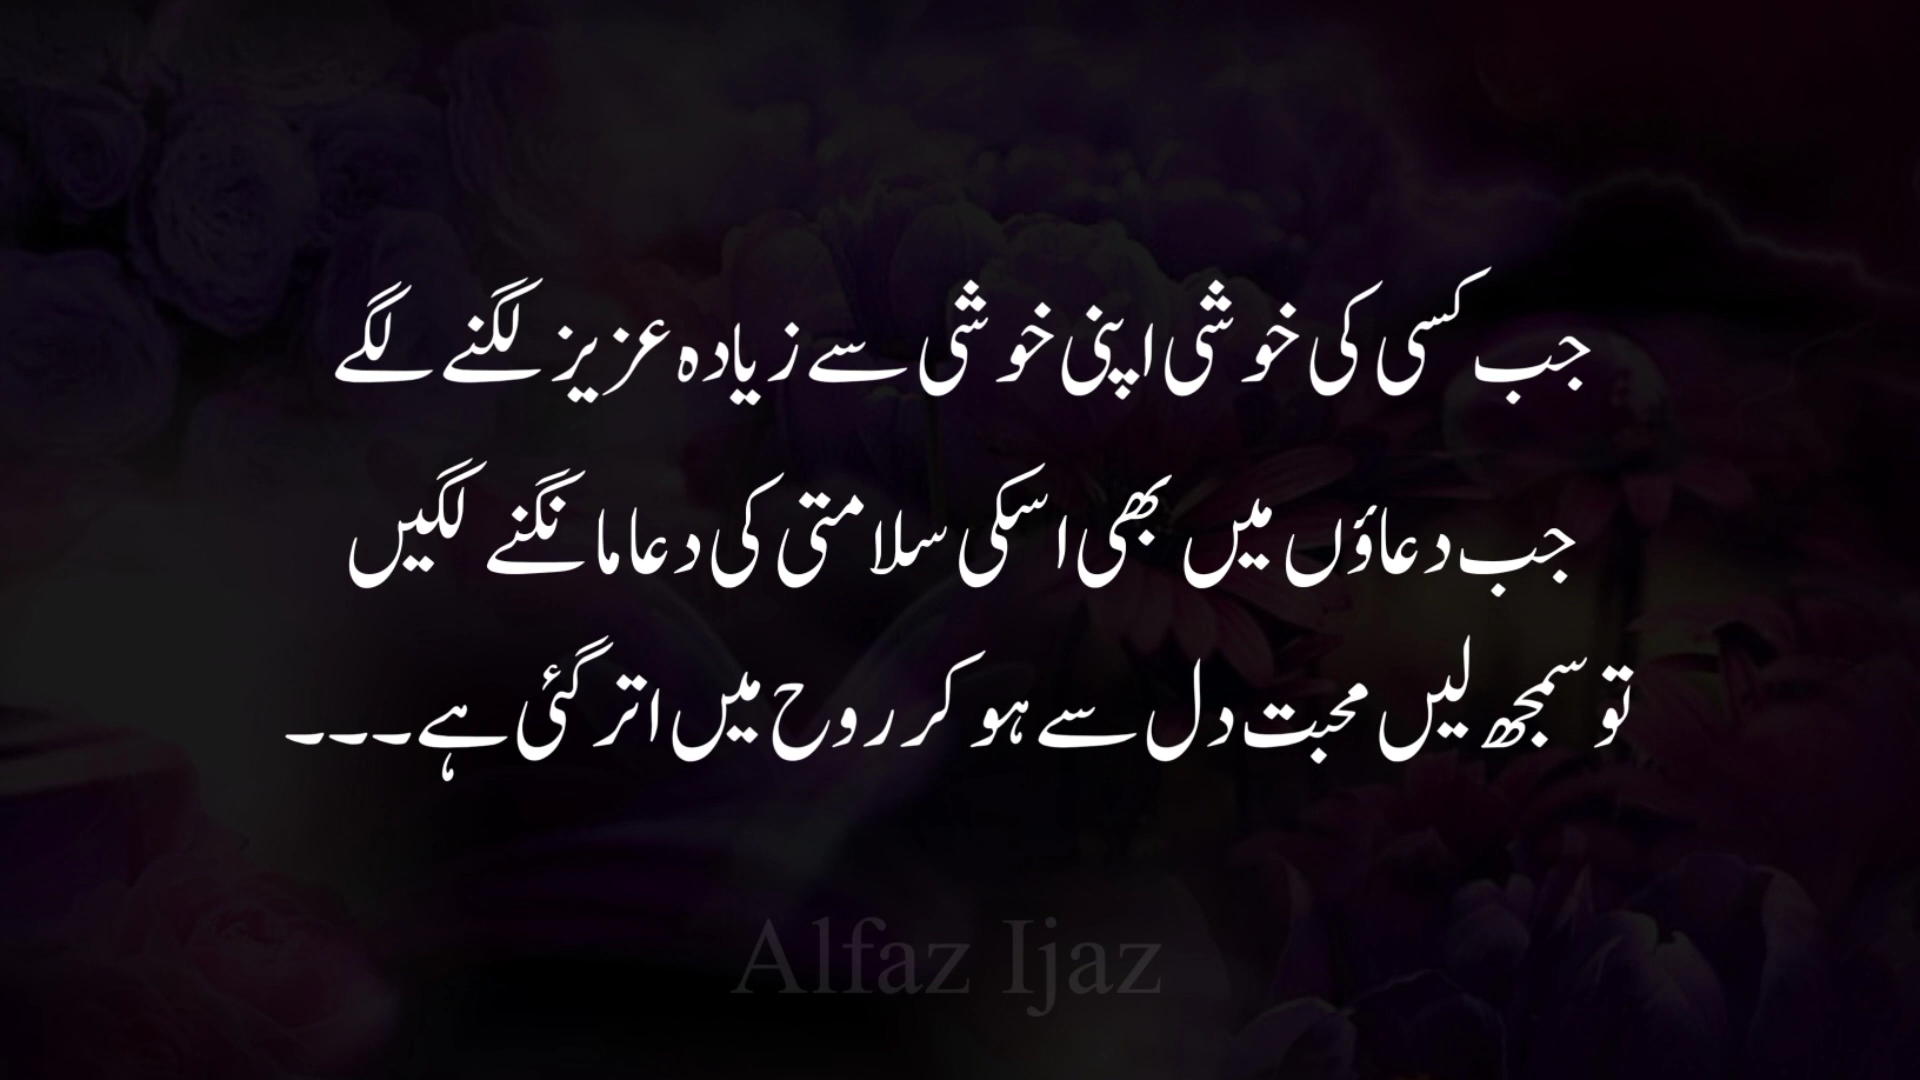 جب کسی کی خوشی اپنی خوشی سے زیادہ عزیز لگنے لگے
جب دعاؤں میں بھی اسکی سلامتی کی دعا مانگنے لگیں
تو سمجھ لیں محبت دل سے ہو کر روح میں اتر گئی ہے۔۔۔
Alfaz Ijaz